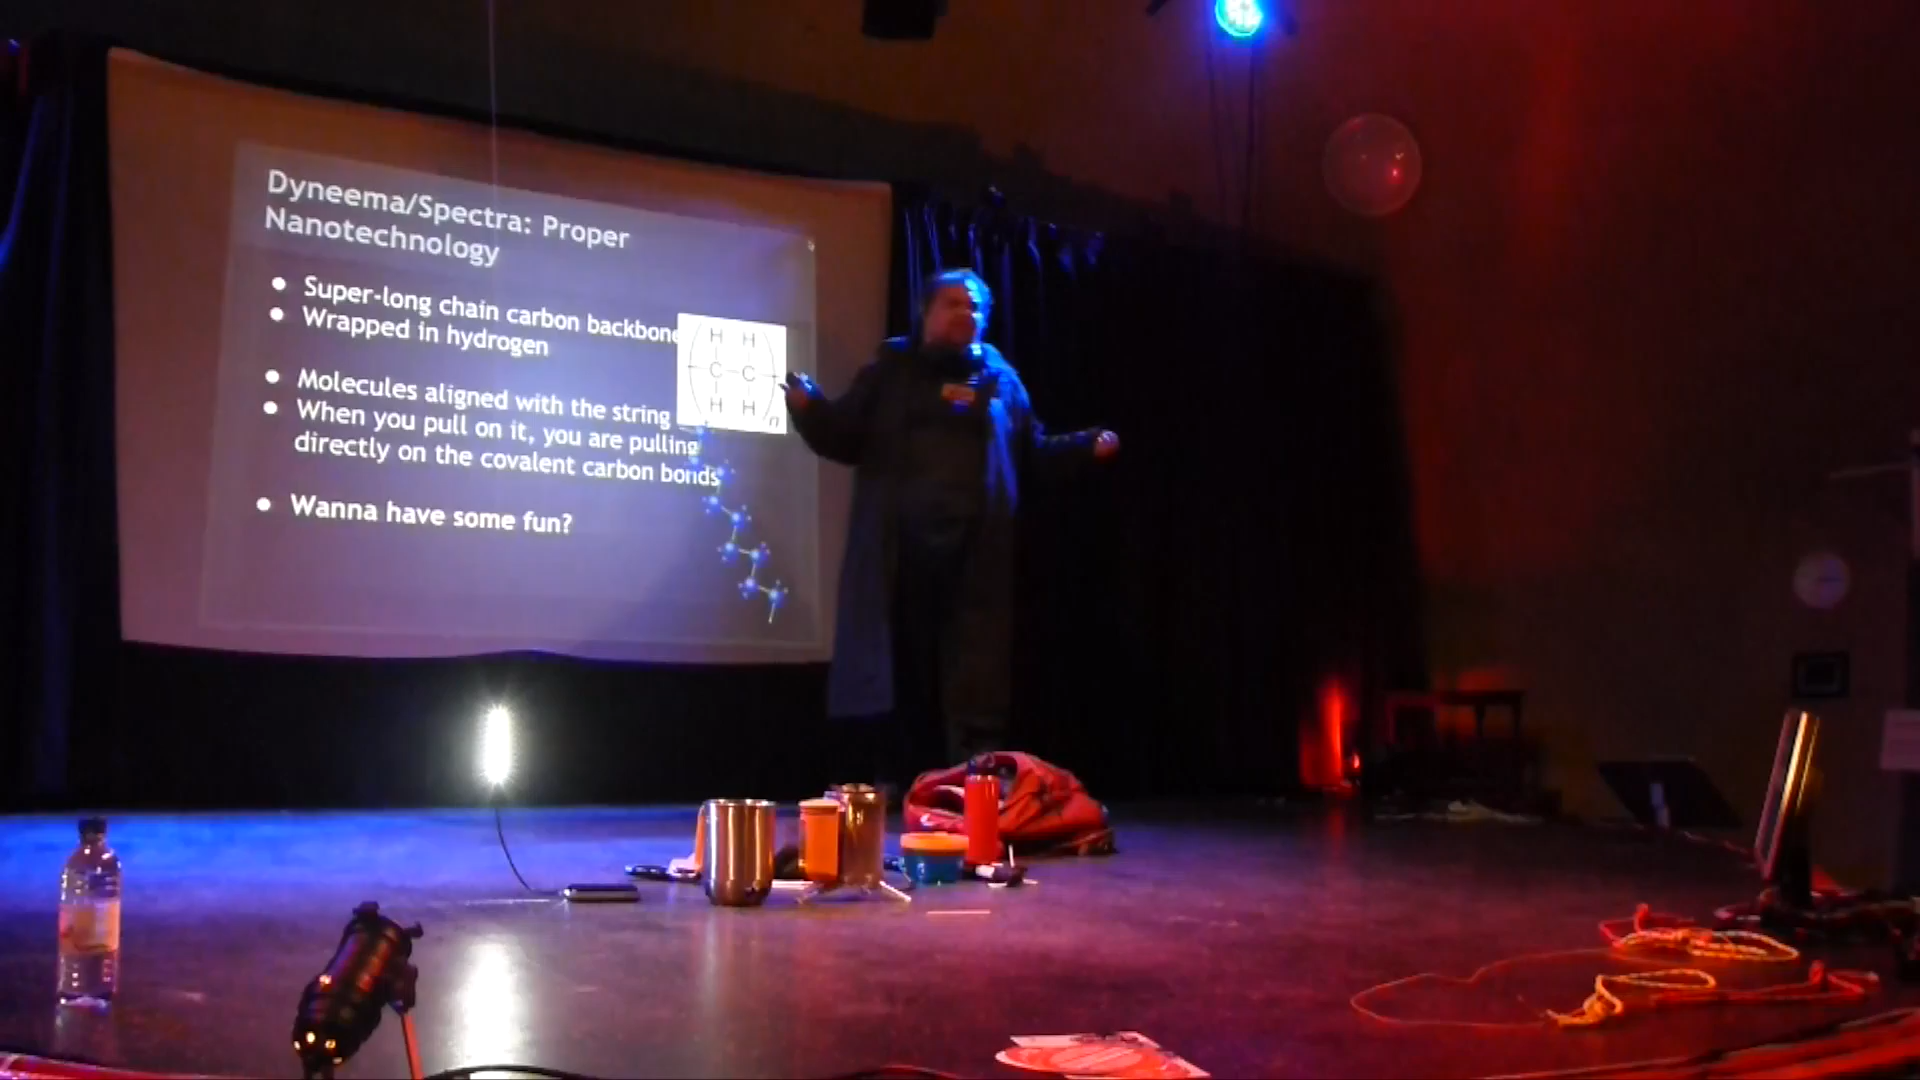 Dyneema/Spectra: Proper
Nanotechnology
● Super-long chain carbon backbone
● Wrapped in hydrogen
● Molecules aligned with the string
● When you pull on it, you are pulling
directly on the covalent carbon bonds
● Wanna have some fun?
H H
C C
H H
n